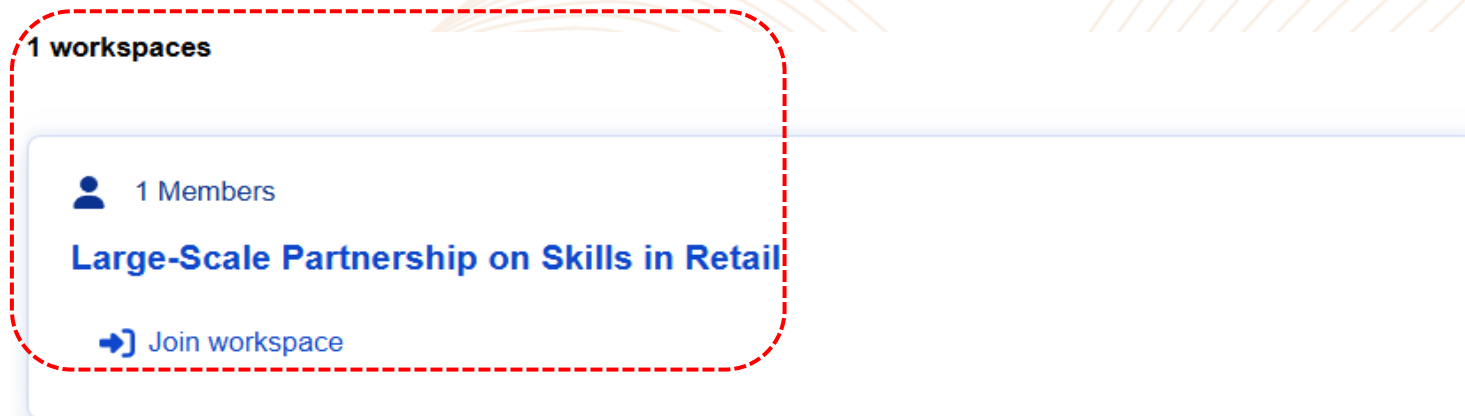 1 workspaces
1 Members
Large-Scale Partnership on Skills in Retail
Join workspace